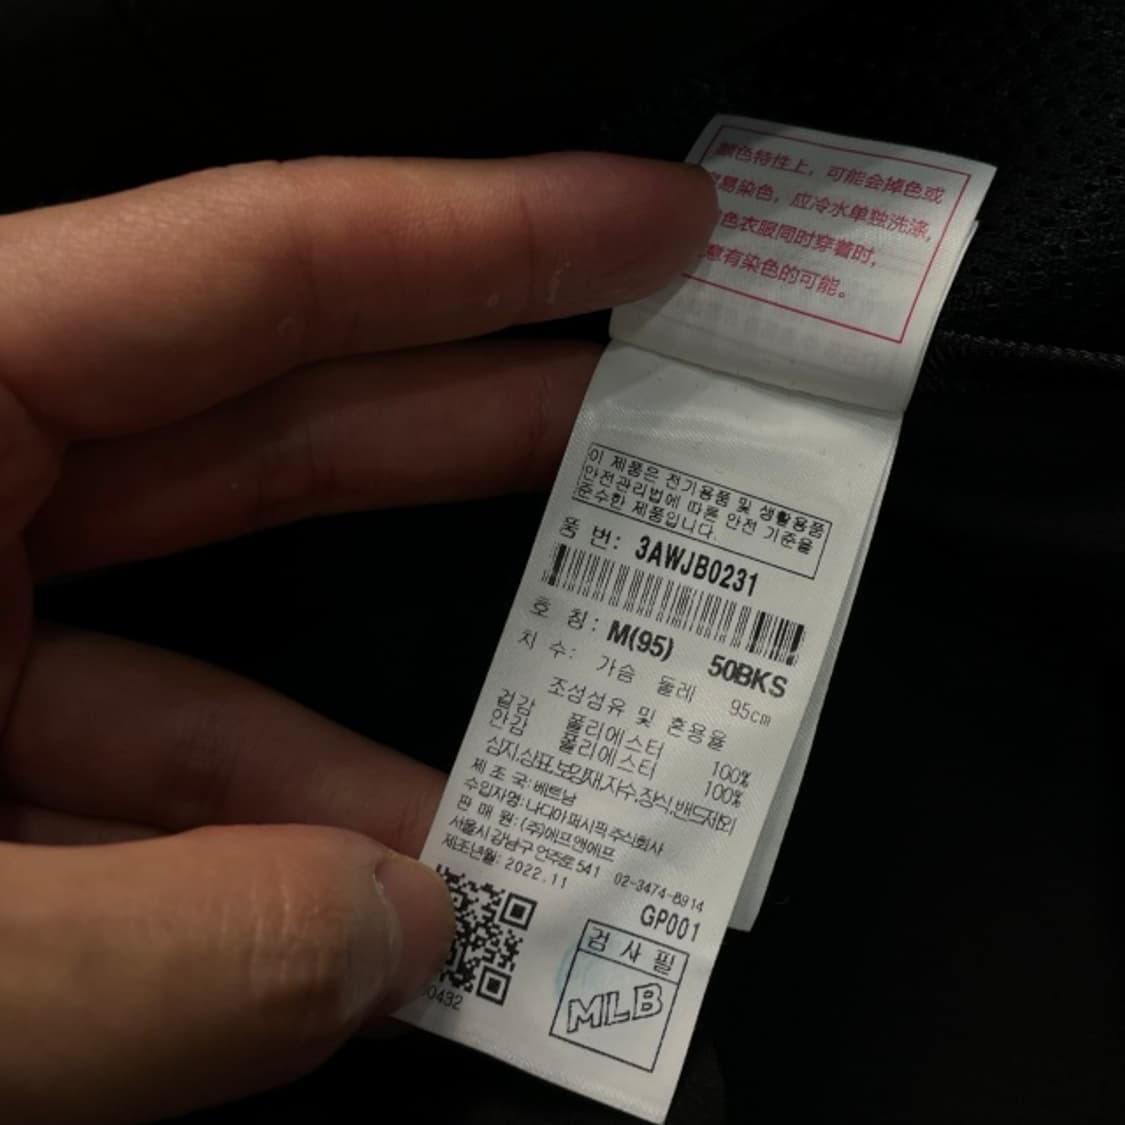 颜色特性上，可能会掉色或
易染色，应冷水单独洗涤，
色衣服同时穿着时，
意有染色的可能。
이 제품은 전기용품 및 생활용품
안전관리법에 따른 안전 기준을
준수한 제품입니다.
품 번: 3AWJB0231
호 칭: M(95) 50BKS
치 수: 가슴 둘레 95cm
조성섬유 및 혼용율
겉감 폴리에스터 100%
안감 폴리에스터 100%
심지,상표,보강재,자수,장식,밴드제외
제 조 국: 베트남
수입자명: 나디아퍼시픽 주식회사
판 매 원: (주)에프앤에프
서울시 강남구 언주로 541 02-3474-8914
제조년월: 2022.11
GP001
검 사 필
MLB
0432